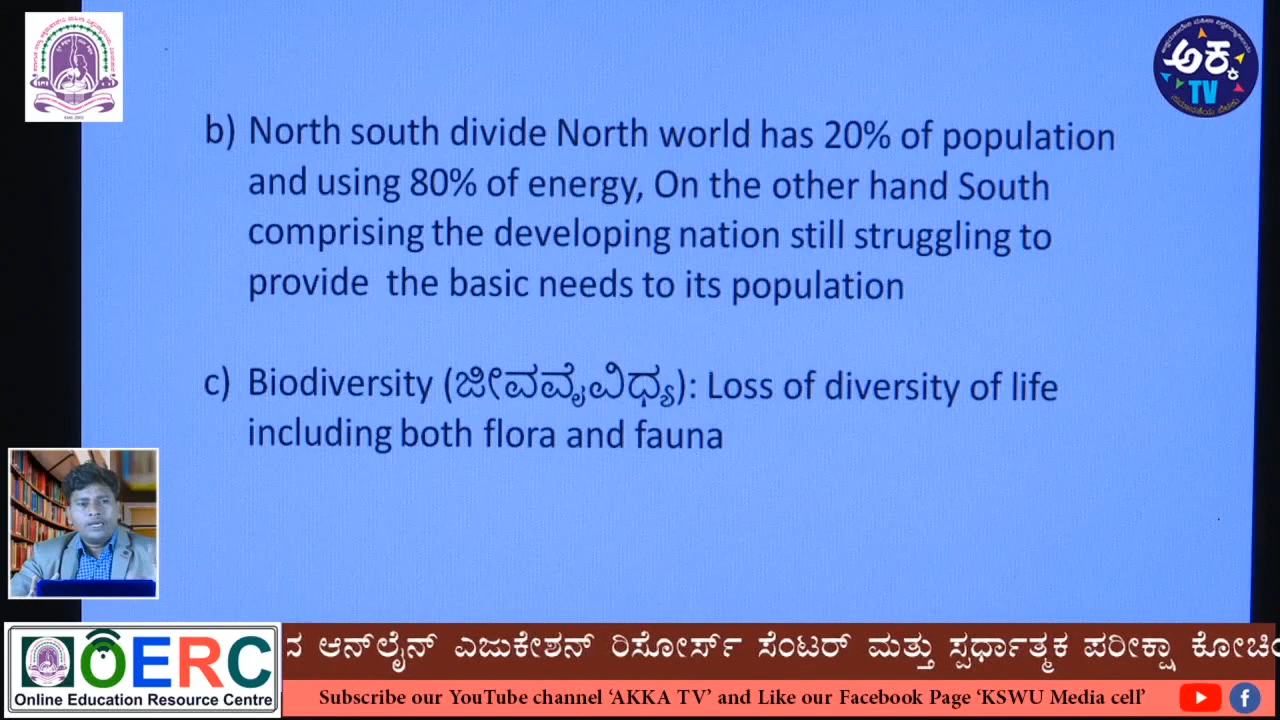 ಅಕ್ಕ
TV
b) North south divide North world has 20% of population
and using 80% of energy, On the other hand South
comprising the developing nation still struggling to
provide the basic needs to its population
c) Biodiversity (ಜೀವವೈವಿಧ್ಯ): Loss of diversity of life
including both flora and fauna
OERC
Online Education Resource Centre
ನ ಆನ್‌ಲೈನ್ ಎಜುಕೇಶನ್ ರಿಸೋರ್ಸ್ ಸೆಂಟರ್ ಮತ್ತು ಸ್ಪರ್ಧಾತ್ಮಕ ಪರೀಕ್ಷಾ ಕೋಚಿಂ
Subscribe our YouTube channel ‘AKKA TV’ and Like our Facebook Page ‘KSWU Media cell’